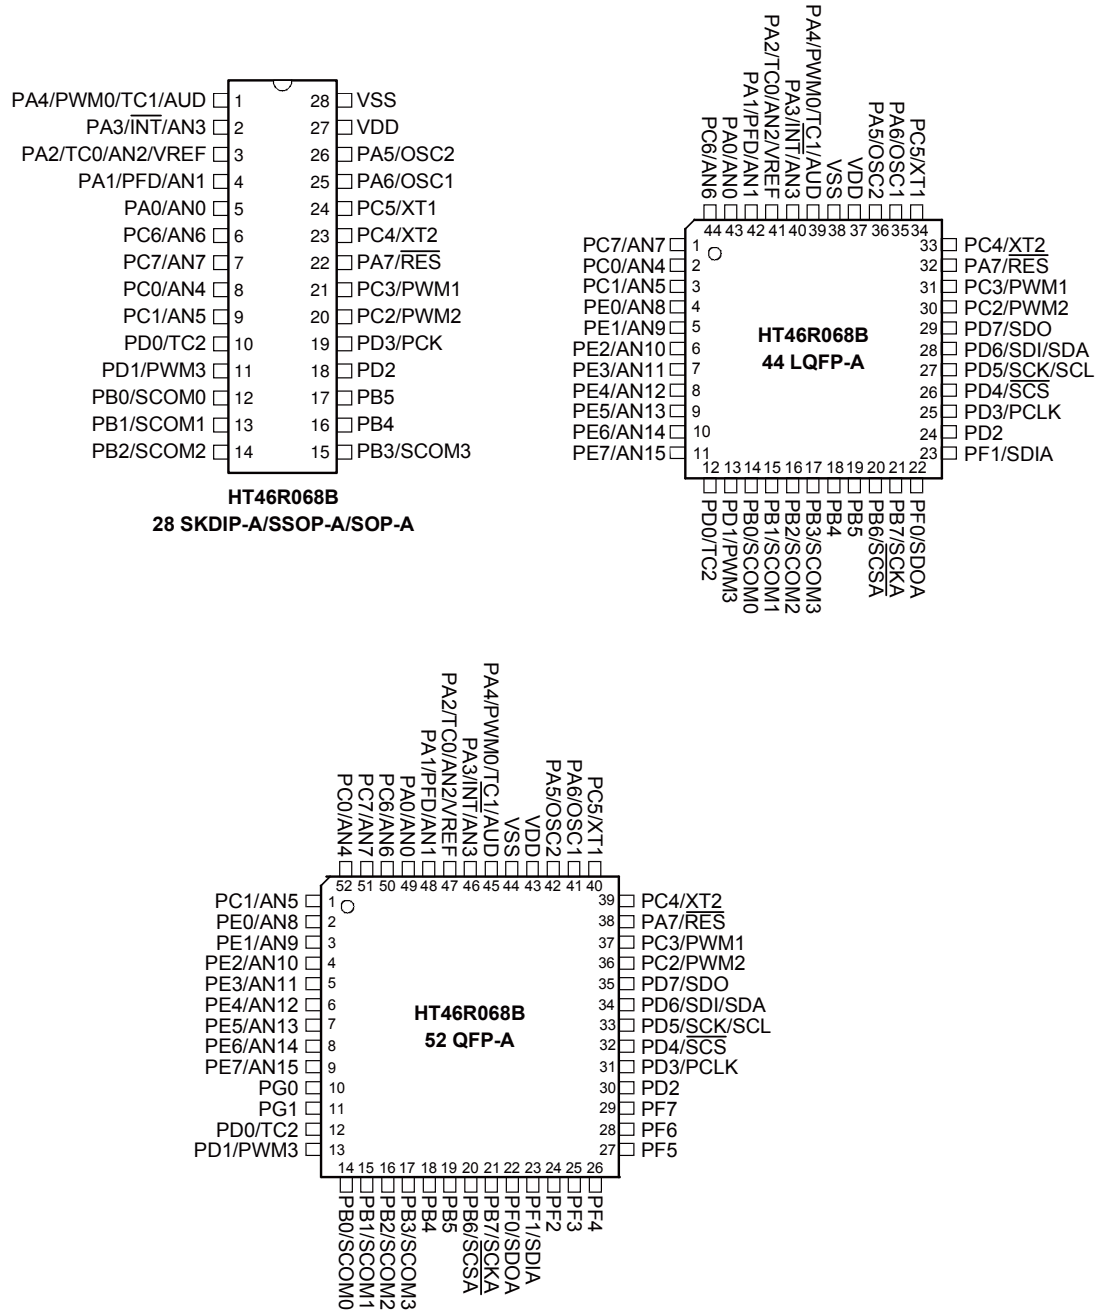 PA4/PWM0/TC1/AUD 1 28 VSS
PA3/INT/AN3 2 27 VDD
PA2/TC0/AN2/VREF 3 26 PA5/OSC2
PA1/PFD/AN1 4 25 PA6/OSC1
PA0/AN0 5 24 PC5/XT1
PC6/AN6 6 23 PC4/XT2
PC7/AN7 7 22 PA7/RES
PC0/AN4 8 21 PC3/PWM1
PC1/AN5 9 20 PC2/PWM2
PD0/TC2 10 19 PD3/PCK
PD1/PWM3 11 18 PD2
PB0/SCOM0 12 17 PB5
PB1/SCOM1 13 16 PB4
PB2/SCOM2 14 15 PB3/SCOM3
HT46R068B
28 SKDIP-A/SSOP-A/SOP-A
PC6/AN6
PA0/AN0
PA1/PFD/AN1
PA2/TC0/AN2/VREF
PA3/INT/AN3
PA4/PWM0/TC1/AUD
VSS
VDD
PA5/OSC2
PA6/OSC1
PC5/XT1
44 43 42 41 40 39 38 37 36 35 34
PC7/AN7 1 33 PC4/XT2
PC0/AN4 2 32 PA7/RES
PC1/AN5 3 31 PC3/PWM1
PE0/AN8 4 30 PC2/PWM2
PE1/AN9 5 29 PD7/SDO
PE2/AN10 6 28 PD6/SDI/SDA
PE3/AN11 7 27 PD5/SCK/SCL
PE4/AN12 8 26 PD4/SCS
PE5/AN13 9 25 PD3/PCLK
PE6/AN14 10 24 PD2
PE7/AN15 11 23 PF1/SDIA
HT46R068B
44 LQFP-A
12 13 14 15 16 17 18 19 20 21 22
PD0/TC2
PD1/PWM3
PB0/SCOM0
PB1/SCOM1
PB2/SCOM2
PB3/SCOM3
PB4
PB5
PB6/SCSA
PB7/SCKA
PF0/SDOA
PC0/AN4
PC7/AN7
PC6/AN6
PA0/AN0
PA1/PFD/AN1
PA2/TC0/AN2/VREF
PA3/INT/AN3
PA4/PWM0/TC1/AUD
VSS
VDD
PA5/OSC2
PA6/OSC1
PC5/XT1
52 51 50 49 48 47 46 45 44 43 42 41 40
PC1/AN5 1 39 PC4/XT2
PE0/AN8 2 38 PA7/RES
PE1/AN9 3 37 PC3/PWM1
PE2/AN10 4 36 PC2/PWM2
PE3/AN11 5 35 PD7/SDO
PE4/AN12 6 34 PD6/SDI/SDA
PE5/AN13 7 33 PD5/SCK/SCL
PE6/AN14 8 32 PD4/SCS
PE7/AN15 9 31 PD3/PCLK
PG0 10 30 PD2
PG1 11 29 PF7
PD0/TC2 12 28 PF6
PD1/PWM3 13 27 PF5
HT46R068B
52 QFP-A
14 15 16 17 18 19 20 21 22 23 24 25 26
PB0/SCOM0
PB1/SCOM1
PB2/SCOM2
PB3/SCOM3
PB4
PB5
PB6/SCSA
PB7/SCKA
PF0/SDOA
PF1/SDIA
PF2
PF3
PF4